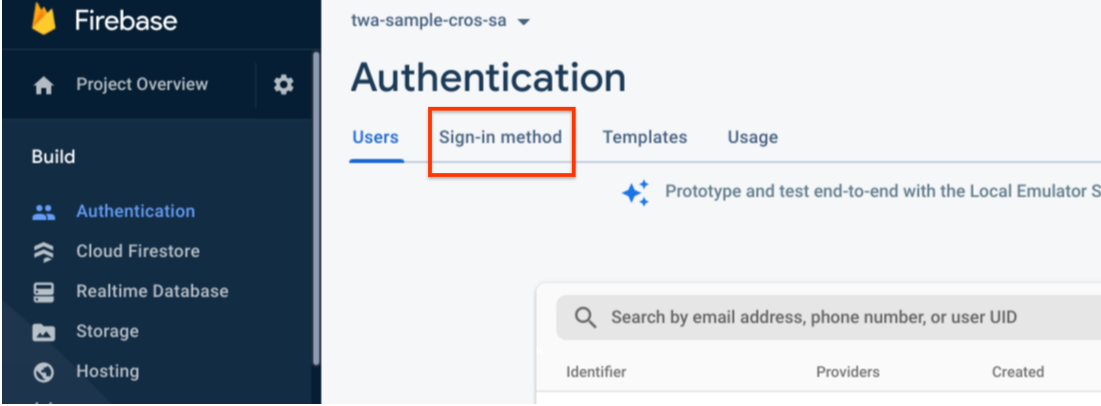 Firebase
Project Overview
Build
Authentication
Cloud Firestore
Realtime Database
Storage
Hosting
twa-sample-cros-sa
Authentication
Users Sign-in method Templates Usage
Prototype and test end-to-end with the Local Emulator S
Search by email address, phone number, or user UID
Identifier Providers Created